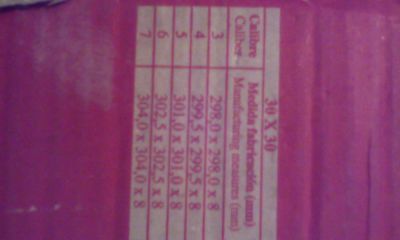 30 X 30
Calibre Medida fabricación (mm)
Caliber Manufacturing measures (mm)
3 298,0 x 298,0 x 8
4 299,5 x 299,5 x 8
5 301,0 x 301,0 x 8
6 302,5 x 302,5 x 8
7 304,0 x 304,0 x 8